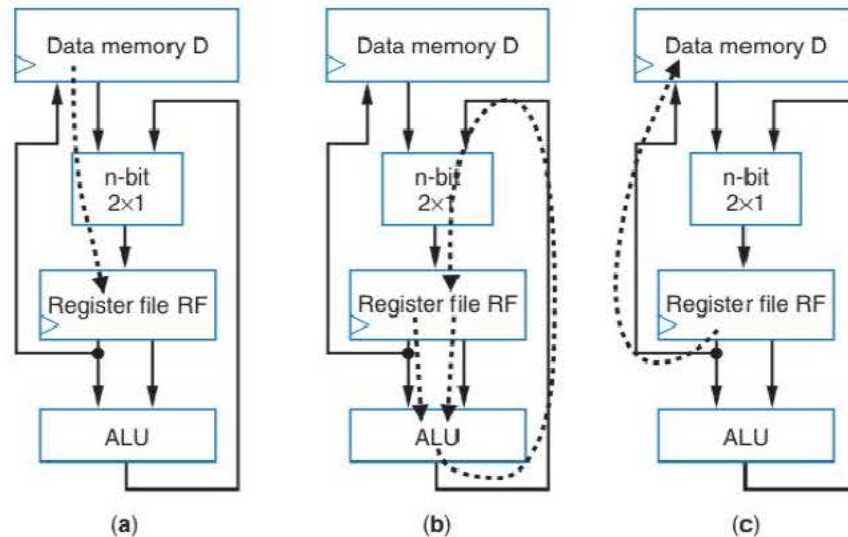 Data memory D
n-bit
2×1
Register file RF
ALU
(a)
Data memory D
n-bit
2×1
Register file RF
ALU
(b)
Data memory D
n-bit
2×1
Register file RF
ALU
(c)